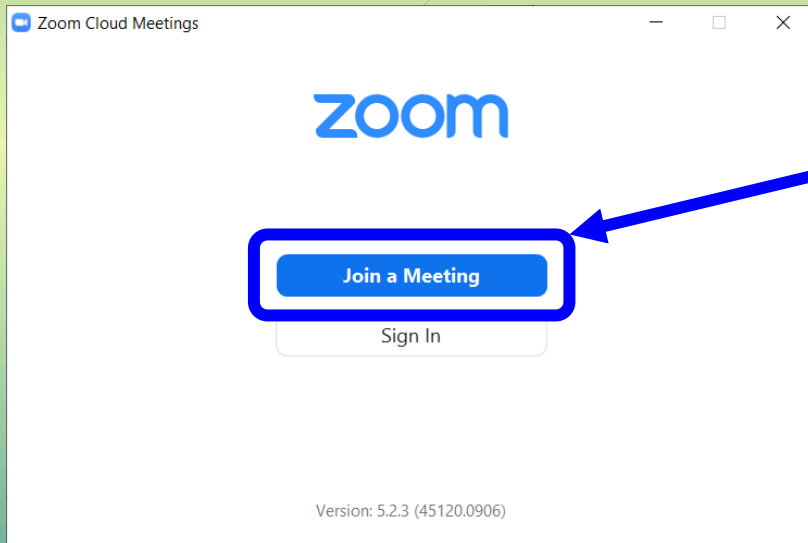 Zoom Cloud Meetings
zoom
Join a Meeting
Sign In
Version: 5.2.3 (45120.0906)